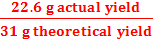 22.6 g actual yield
31 g theoretical yield